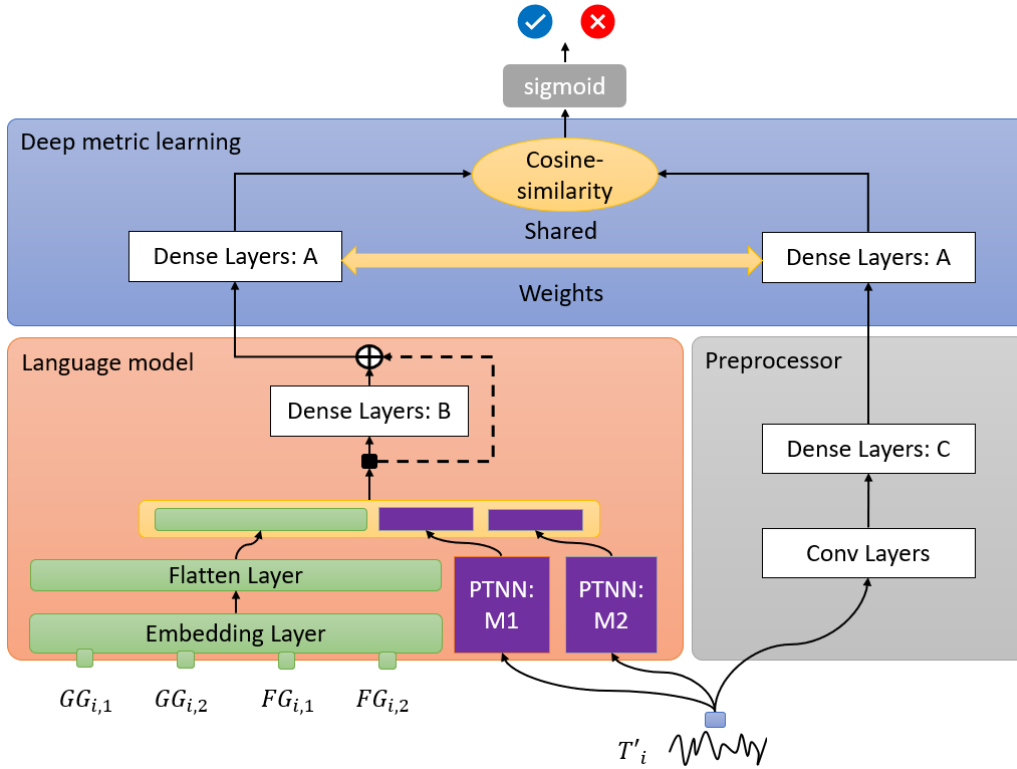 sigmoid
Deep metric learning
Cosine-
similarity
Shared
Dense Layers: A
Dense Layers: A
Weights
Language model
Preprocessor
Dense Layers: B
Dense Layers: C
Conv Layers
Flatten Layer
PTNN:
M1
PTNN:
M2
Embedding Layer
GG_{i,1}
GG_{i,2}
FG_{i,1}
FG_{i,2}
T'_i